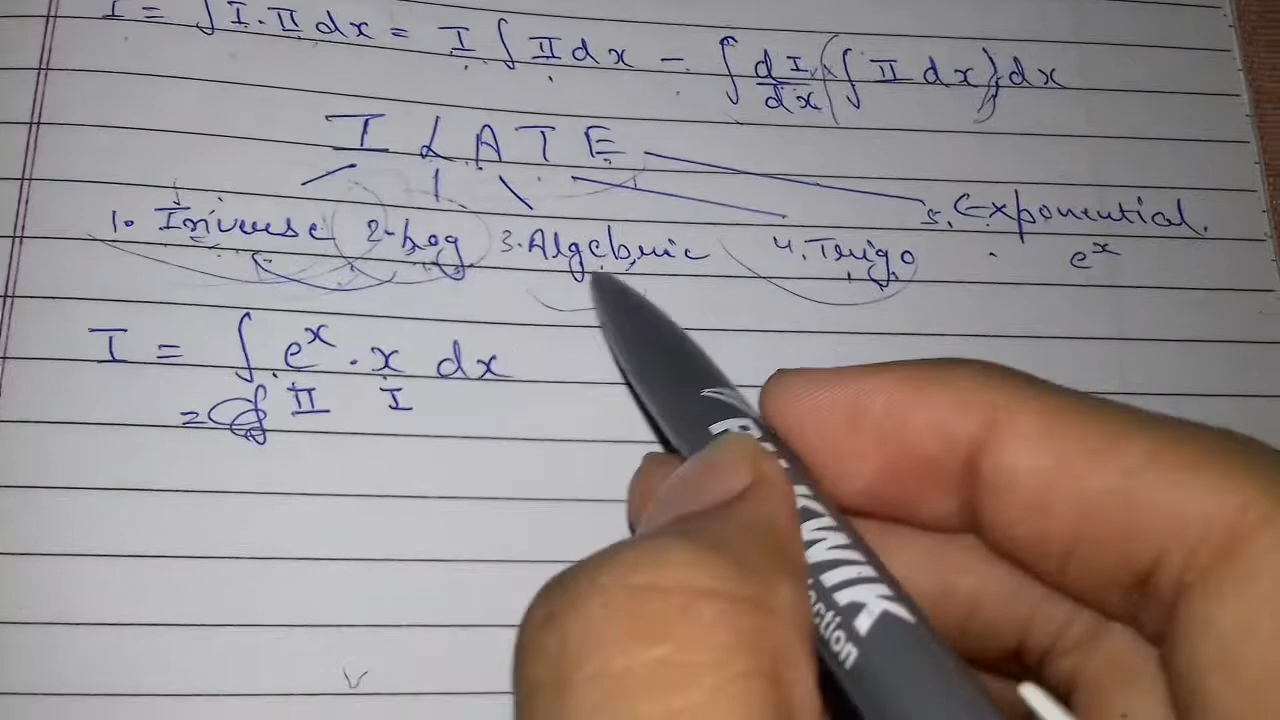 I = ∫ I · II dx = I ∫ II dx − ∫ dI/dx (∫ II dx) dx
I L A T E
1. Inverse 2. Log 3. Algebric 4. Trigo 5. Exponential.
e^x
I = ∫ e^x · x dx
= II I
KWIK